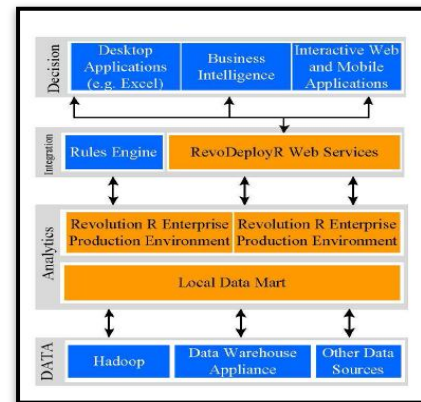 Decision
Desktop
Applications
(e.g. Excel)
Business
Intelligence
Interactive Web
and Mobile
Applications
Integration
Rules Engine
RevoDeployR Web Services
Analytics
Revolution R Enterprise
Production Environment
Revolution R Enterprise
Production Environment
Local Data Mart
DATA
Hadoop
Data Warehouse
Appliance
Other Data
Sources